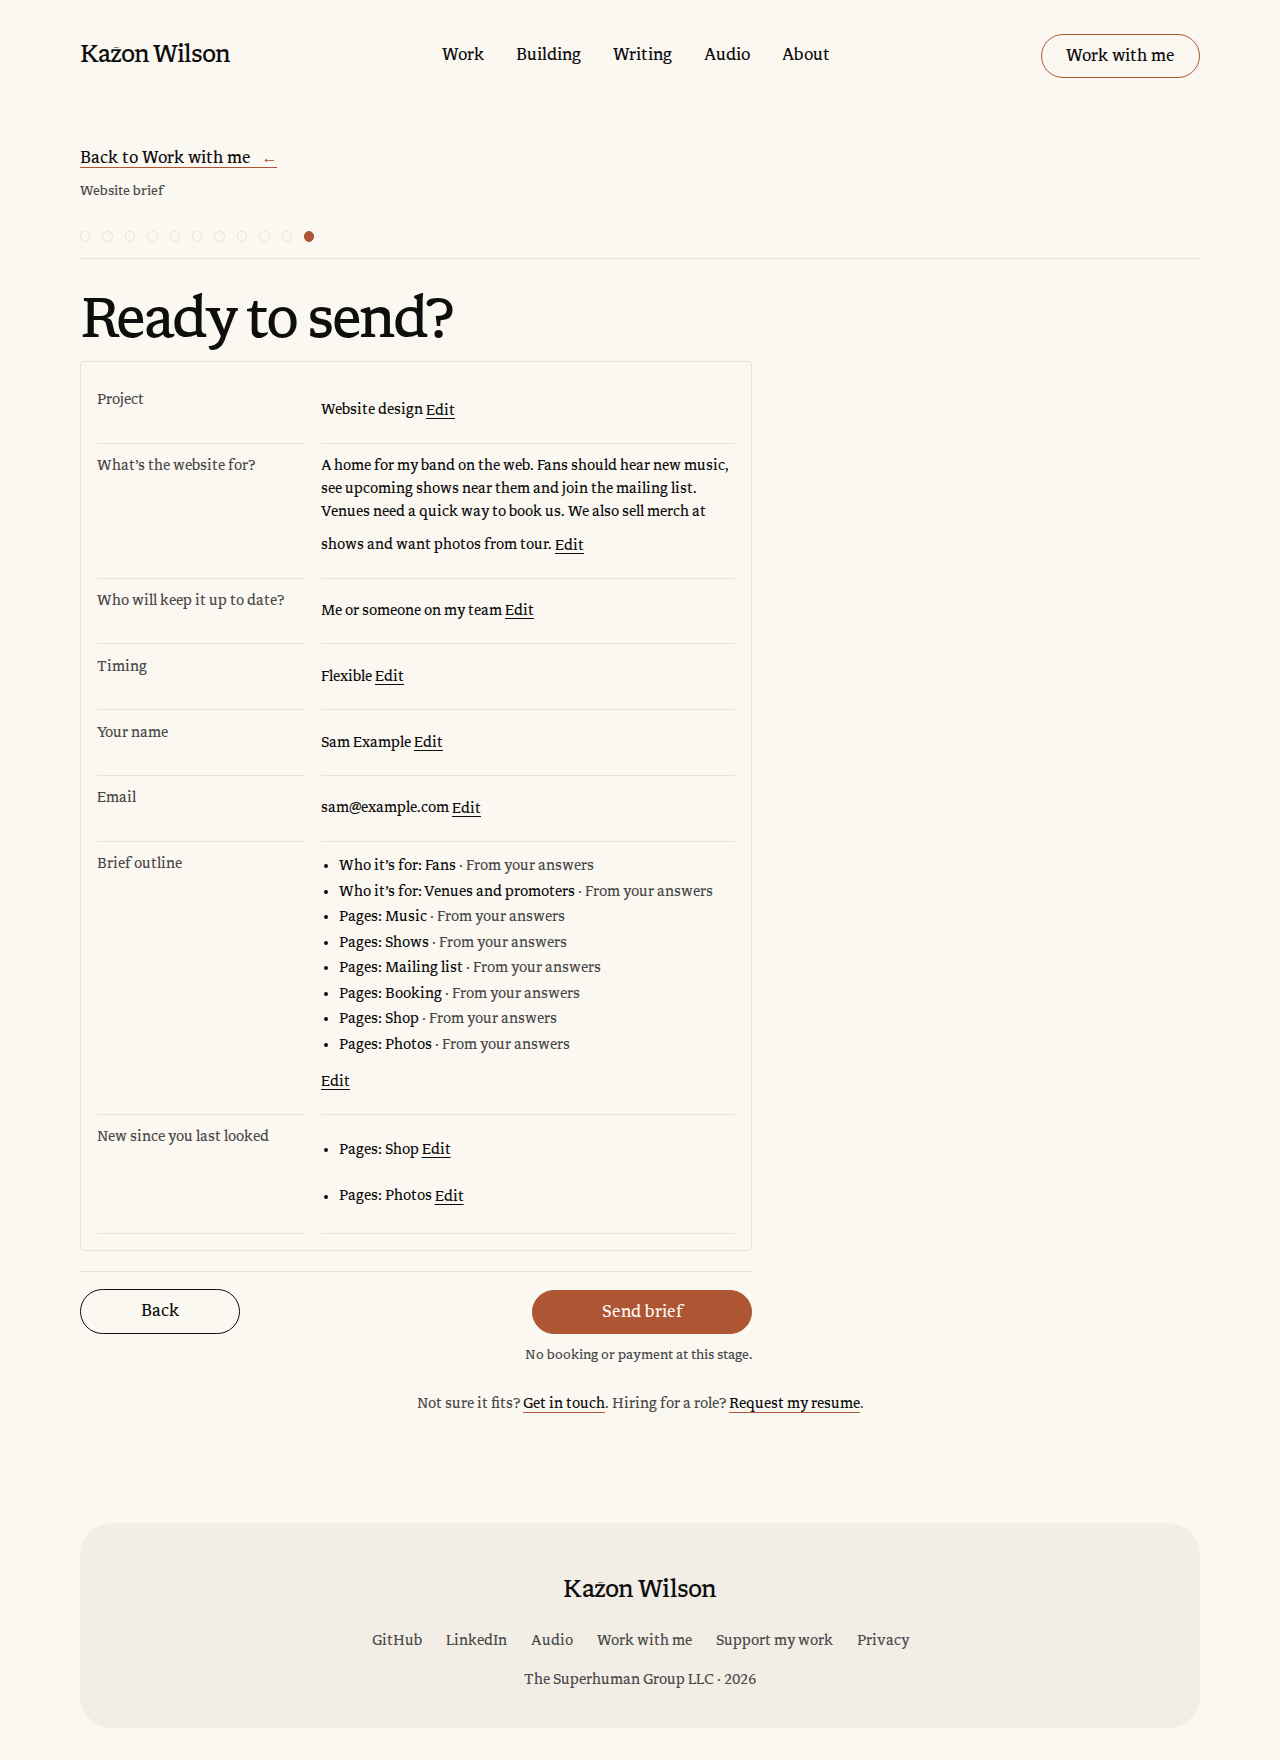 Kazon Wilson
Work
Building
Writing
Audio
About
Work with me
Back to Work with me ←
Website brief
Ready to send?
Project
Website design Edit
What’s the website for?
A home for my band on the web. Fans should hear new music,
see upcoming shows near them and join the mailing list.
Venues need a quick way to book us. We also sell merch at
shows and want photos from tour. Edit
Who will keep it up to date?
Me or someone on my team Edit
Timing
Flexible Edit
Your name
Sam Example Edit
Email
sam@example.com Edit
Brief outline
• Who it’s for: Fans · From your answers
• Who it’s for: Venues and promoters · From your answers
• Pages: Music · From your answers
• Pages: Shows · From your answers
• Pages: Mailing list · From your answers
• Pages: Booking · From your answers
• Pages: Shop · From your answers
• Pages: Photos · From your answers
Edit
New since you last looked
• Pages: Shop Edit
• Pages: Photos Edit
Back
Send brief
No booking or payment at this stage.
Not sure it fits? Get in touch. Hiring for a role? Request my resume.
Kazon Wilson
GitHub
LinkedIn
Audio
Work with me
Support my work
Privacy
The Superhuman Group LLC · 2026